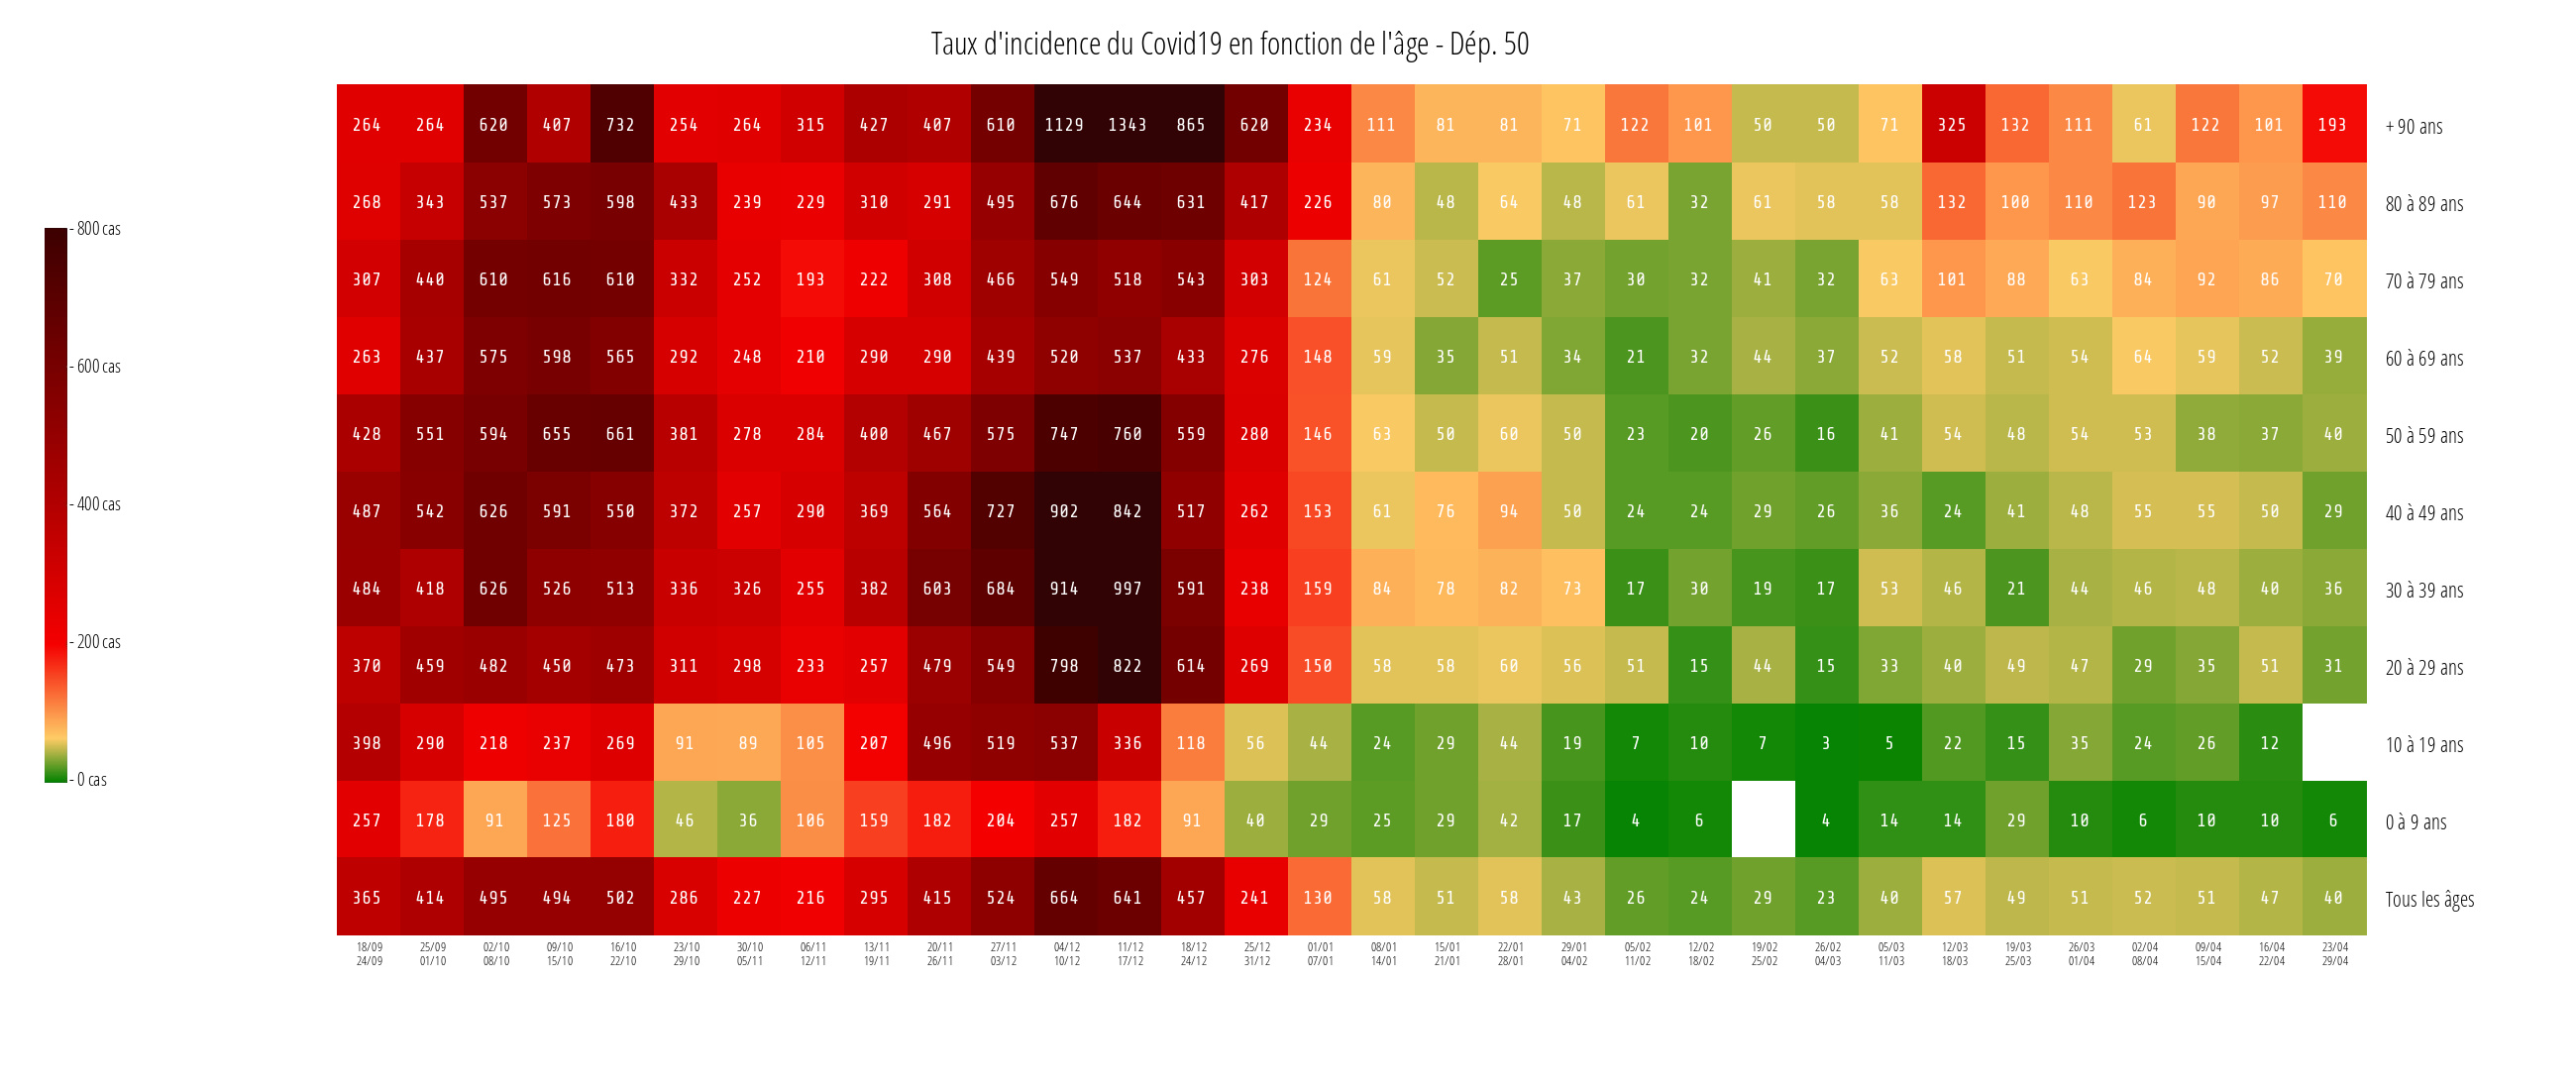 Taux d'incidence du Covid19 en fonction de l'âge - Dép. 50
- 800 cas
- 600 cas
- 400 cas
- 200 cas
- 0 cas
264 264 620 407 732 254 264 315 427 407 610 1129 1343 865 620 234 111 81 81 71 122 101 50 50 71 325 132 111 61 122 101 193 + 90 ans
268 343 537 573 598 433 239 229 310 291 495 676 644 631 417 226 80 48 64 48 61 32 61 58 58 132 100 110 123 90 97 110 80 à 89 ans
307 440 610 616 610 332 252 193 222 308 466 549 518 543 303 124 61 52 25 37 30 32 41 32 63 101 88 63 84 92 86 70 70 à 79 ans
263 437 575 598 565 292 248 210 290 290 439 520 537 433 276 148 59 35 51 34 21 32 44 37 52 58 51 54 64 59 52 39 60 à 69 ans
428 551 594 655 661 381 278 284 400 467 575 747 760 559 280 146 63 50 60 50 23 20 26 16 41 54 48 54 53 38 37 40 50 à 59 ans
487 542 626 591 550 372 257 290 369 564 727 902 842 517 262 153 61 76 94 50 24 24 29 26 36 24 41 48 55 55 50 29 40 à 49 ans
484 418 626 526 513 336 326 255 382 603 684 914 997 591 238 159 84 78 82 73 17 30 19 17 53 46 21 44 46 48 40 36 30 à 39 ans
370 459 482 450 473 311 298 233 257 479 549 798 822 614 269 150 58 58 60 56 51 15 44 15 33 40 49 47 29 35 51 31 20 à 29 ans
398 290 218 237 269 91 89 105 207 496 519 537 336 118 56 44 24 29 44 19 7 10 7 3 5 22 15 35 24 26 12 10 à 19 ans
257 178 91 125 180 46 36 106 159 182 204 257 182 91 40 29 25 29 42 17 4 6 4 14 14 29 10 6 10 10 6 0 à 9 ans
365 414 495 494 502 286 227 216 295 415 524 664 641 457 241 130 58 51 58 43 26 24 29 23 40 57 49 51 52 51 47 40 Tous les âges
18/09 25/09 02/10 09/10 16/10 23/10 30/10 06/11 13/11 20/11 27/11 04/12 11/12 18/12 25/12 01/01 08/01 15/01 22/01 29/01 05/02 12/02 19/02 26/02 05/03 12/03 19/03 26/03 02/04 09/04 16/04 23/04
24/09 01/10 08/10 15/10 22/10 29/10 05/11 12/11 19/11 26/11 03/12 10/12 17/12 24/12 31/12 07/01 14/01 21/01 28/01 04/02 11/02 18/02 25/02 04/03 11/03 18/03 25/03 01/04 08/04 15/04 22/04 29/04